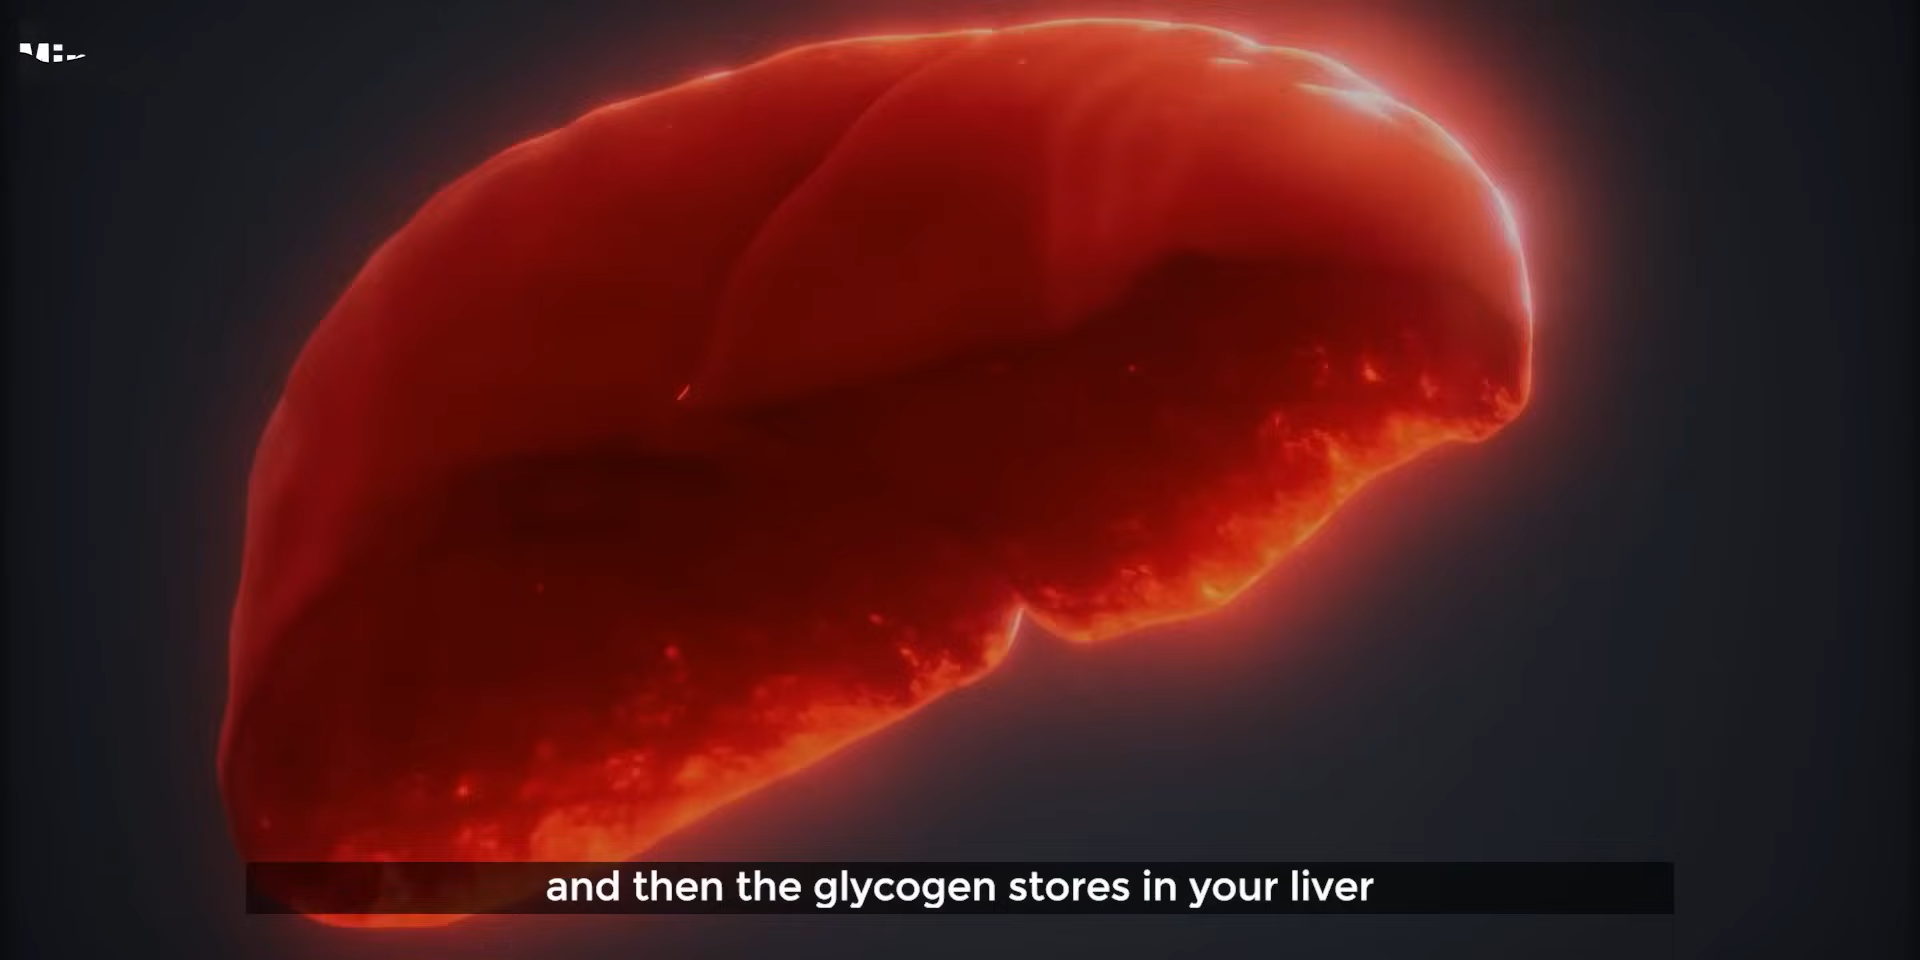 and then the glycogen stores in your liver